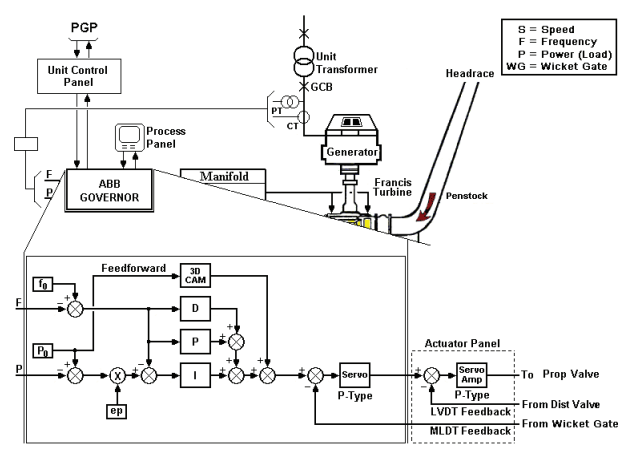 PGP
Unit Control
Panel
Process
Panel
F
P
ABB
GOVERNOR
Manifold
PT
CT
Unit
Transformer
GCB
Generator
Francis
Turbine
Headrace
Penstock
S = Speed
F = Frequency
P = Power (Load)
WG = Wicket Gate
Feedforward
3D
CAM
f0
F
D
P0
P
P
X
I
ep
Servo
P-Type
Actuator Panel
Servo
Amp
P-Type
To Prop Valve
From Dist Valve
LVDT Feedback
From Wicket Gate
MLDT Feedback